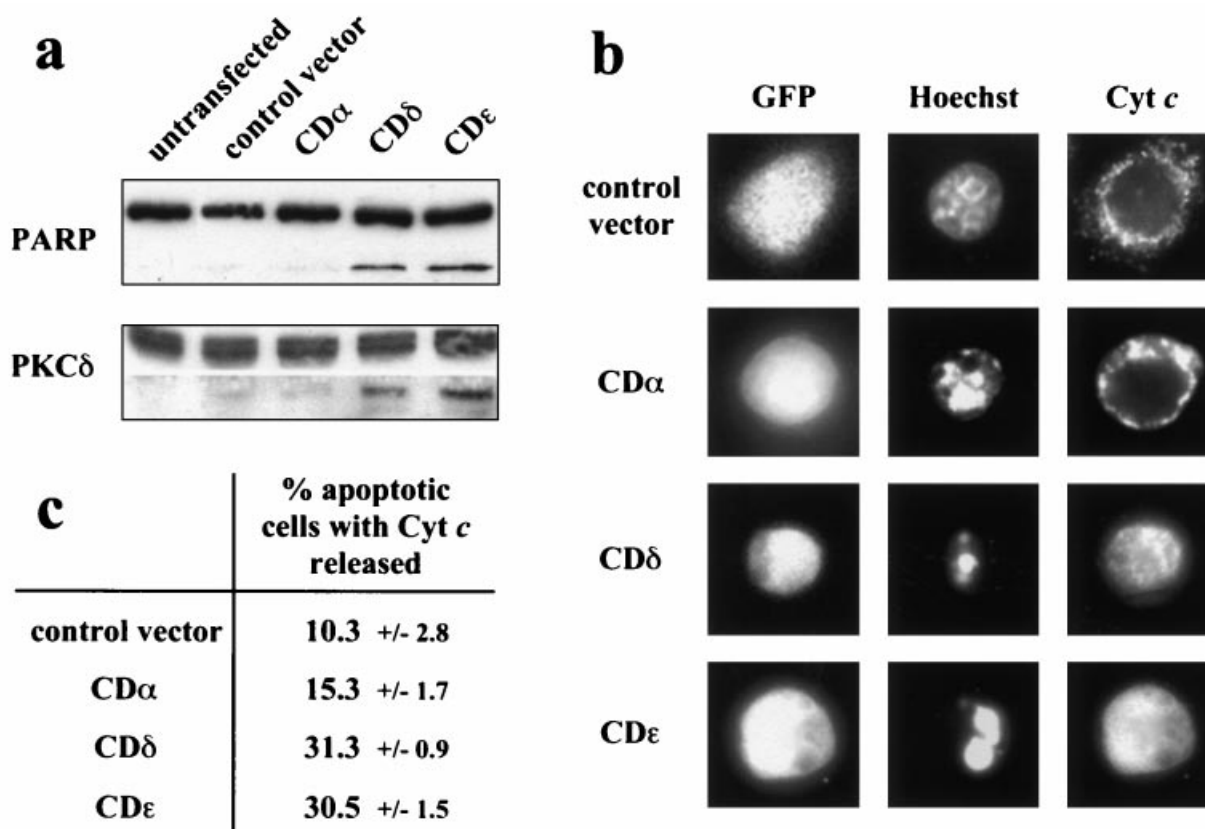 a
untransfected
control vector
CDα
CDδ
CDε
PARP
PKCδ
b
GFP Hoechst Cyt c
control
vector
CDα
CDδ
CDε
c
% apoptotic
cells with Cyt c
released
control vector 10.3 +/- 2.8
CDα 15.3 +/- 1.7
CDδ 31.3 +/- 0.9
CDε 30.5 +/- 1.5